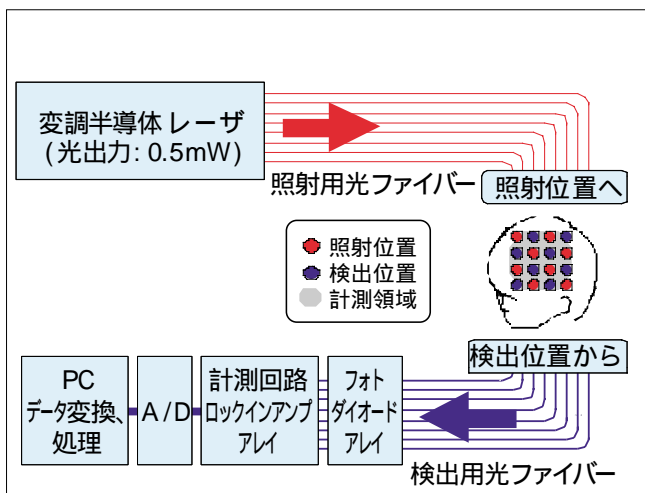 変調半導体レーザ
(光出力: 0.5mW)
照射用光ファイバー
照射位置へ
照射位置
検出位置
計測領域
検出位置から
PC
データ変換、
処理
A/D
計測回路
ロックインアンプ
アレイ
フォト
ダイオード
アレイ
検出用光ファイバー